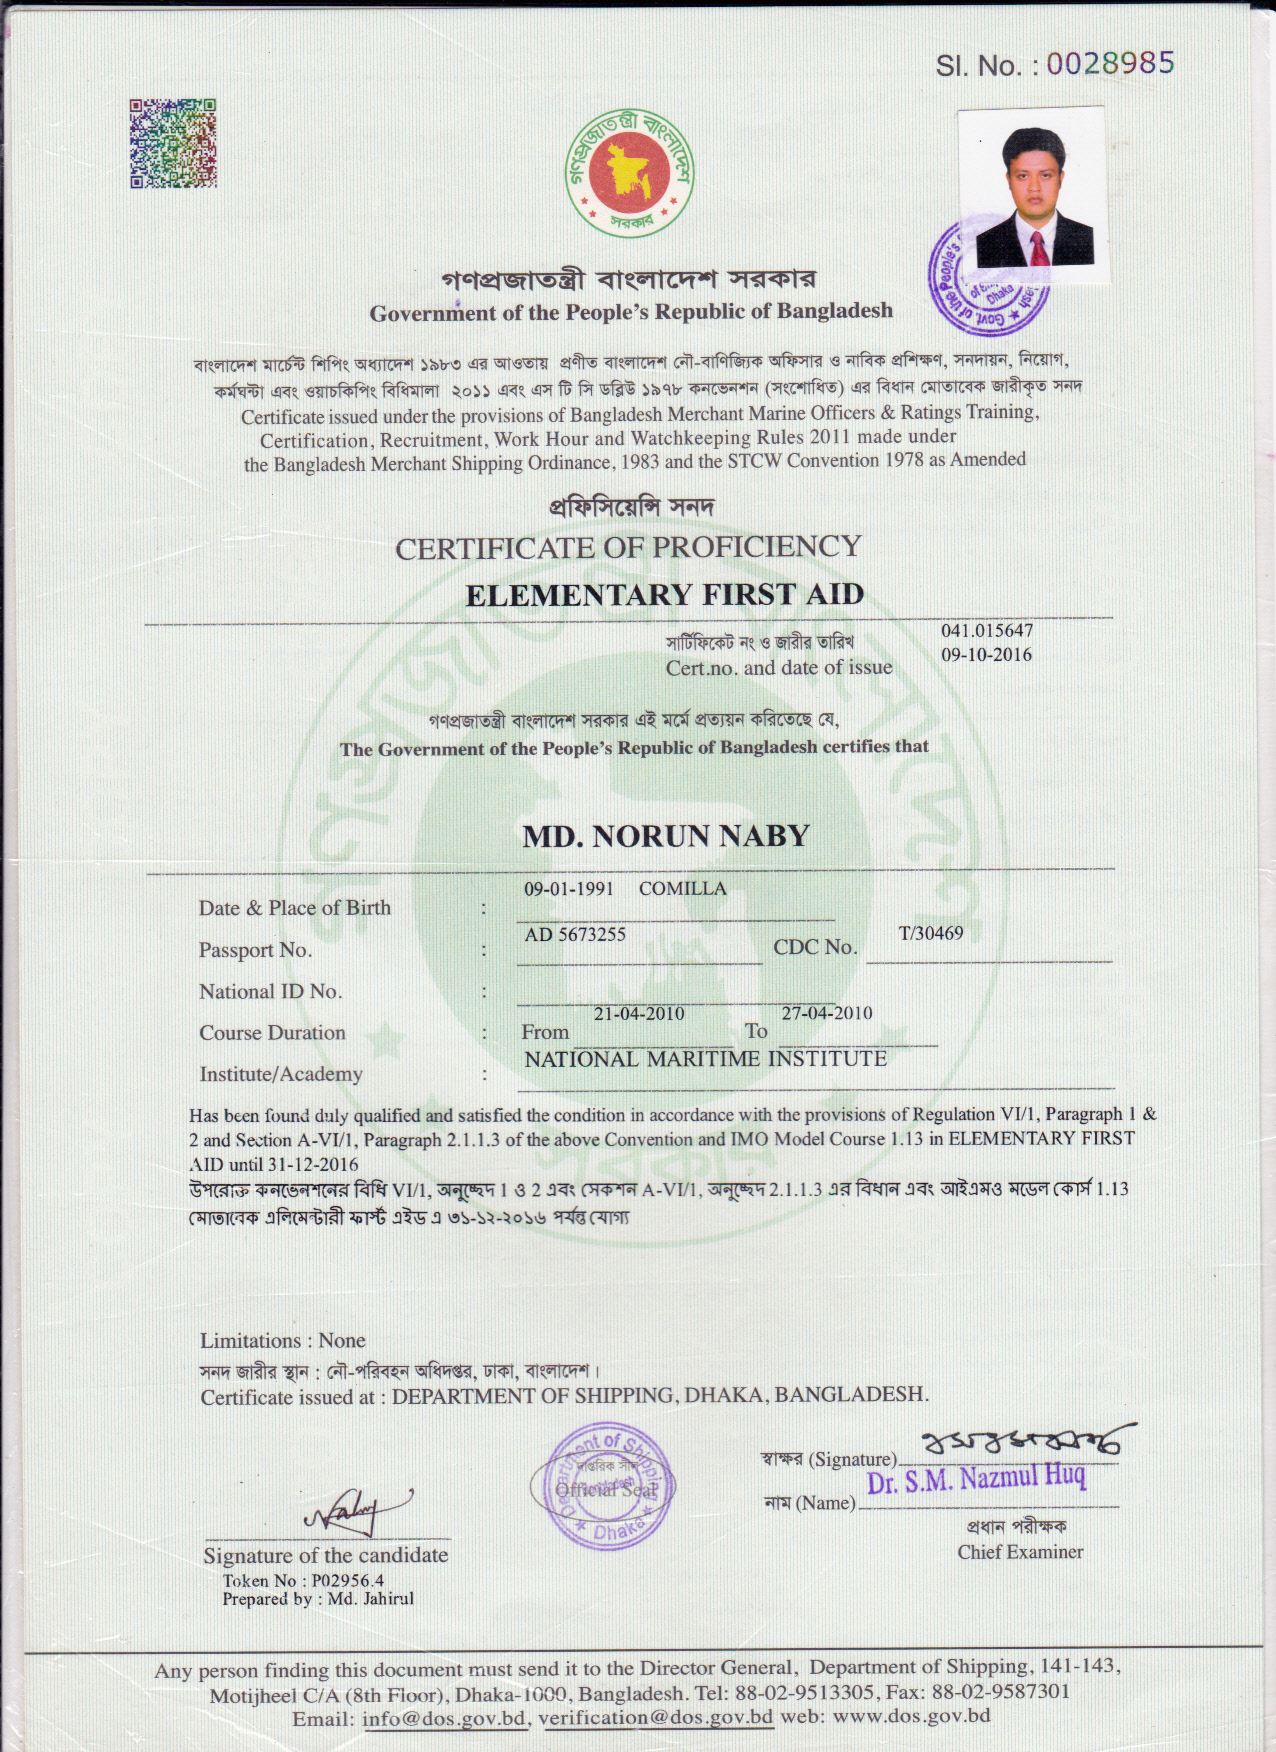 Sl. No. : 0028985
গণপ্রজাতন্ত্রী বাংলাদেশ
সরকার
গণপ্রজাতন্ত্রী বাংলাদেশ সরকার
Government of the People's Republic of Bangladesh
বাংলাদেশ মার্চেন্ট শিপিং অধ্যাদেশ ১৯৮৩ এর আওতায় প্রণীত বাংলাদেশ নৌ-বাণিজ্যিক অফিসার ও নাবিক প্রশিক্ষণ, সনদায়ন, নিয়োগ,
কর্মঘন্টা এবং ওয়াচকিপিং বিধিমালা ২০১১ এবং এস টি সি ডব্লিউ ১৯৭৮ কনভেনশন (সংশোধিত) এর বিধান মোতাবেক জারীকৃত সনদ
Certificate issued under the provisions of Bangladesh Merchant Marine Officers & Ratings Training,
Certification, Recruitment, Work Hour and Watchkeeping Rules 2011 made under
the Bangladesh Merchant Shipping Ordinance, 1983 and the STCW Convention 1978 as Amended
প্রফিসিয়েন্সি সনদ
CERTIFICATE OF PROFICIENCY
ELEMENTARY FIRST AID
সার্টিফিকেট নং ও জারীর তারিখ 041.015647
Cert.no. and date of issue 09-10-2016
গণপ্রজাতন্ত্রী বাংলাদেশ সরকার এই মর্মে প্রত্যয়ন করিতেছে যে,
The Government of the People's Republic of Bangladesh certifies that
MD. NORUN NABY
Date & Place of Birth : 09-01-1991 COMILLA
Passport No. : AD 5673255 CDC No. T/30469
National ID No. :
Course Duration : From 21-04-2010 To 27-04-2010
Institute/Academy : NATIONAL MARITIME INSTITUTE
Has been found duly qualified and satisfied the condition in accordance with the provisions of Regulation VI/1, Paragraph 1 &
2 and Section A-VI/1, Paragraph 2.1.1.3 of the above Convention and IMO Model Course 1.13 in ELEMENTARY FIRST
AID until 31-12-2016
উপরোক্ত কনভেনশনের বিধি VI/1, অনুচ্ছেদ 1 ও 2 এবং সেকশন A-VI/1, অনুচ্ছেদ 2.1.1.3 এর বিধান এবং আইএমও মডেল কোর্স 1.13
মোতাবেক এলিমেন্টারী ফার্স্ট এইড এ ৩১-১২-২০১৬ পর্যন্ত যোগ্য
Limitations : None
সনদ জারীর স্থান : নৌ-পরিবহন অধিদপ্তর, ঢাকা, বাংলাদেশ।
Certificate issued at : DEPARTMENT OF SHIPPING, DHAKA, BANGLADESH.
Department of Shipping
দাপ্তরিক সীল
Official Seal
Dhaka
স্বাক্ষর (Signature)
Dr. S.M. Nazmul Huq
নাম (Name)
প্রধান পরীক্ষক
Chief Examiner
Naby
Signature of the candidate
Token No : P02956.4
Prepared by : Md. Jahirul
Any person finding this document must send it to the Director General, Department of Shipping, 141-143,
Motijheel C/A (8th Floor), Dhaka-1000, Bangladesh. Tel: 88-02-9513305, Fax: 88-02-9587301
Email: info@dos.gov.bd, verification@dos.gov.bd web: www.dos.gov.bd